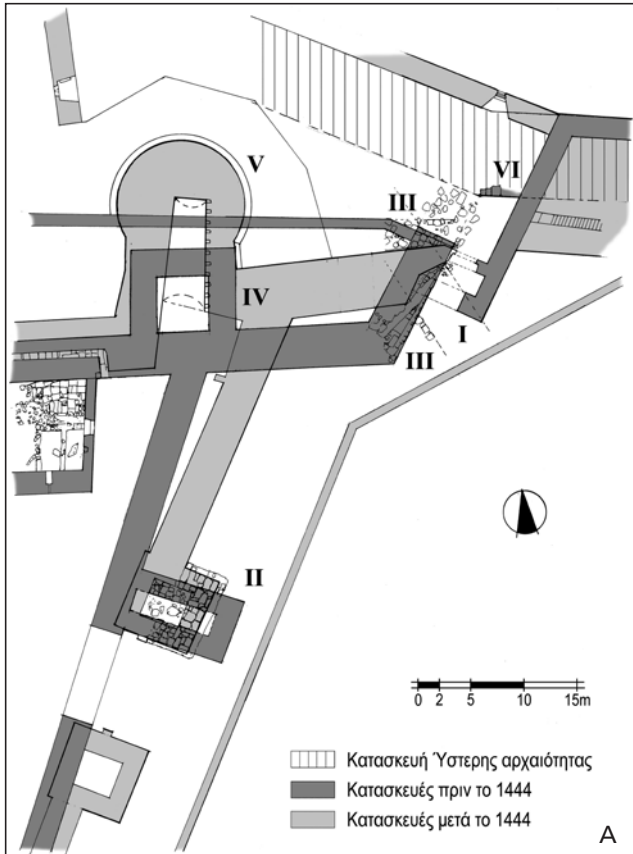 V
III
VI
IV
I
III
II
0 2 5 10 15m
Κατασκευή Ύστερης αρχαιότητας
Κατασκευές πριν το 1444
Κατασκευές μετά το 1444
A